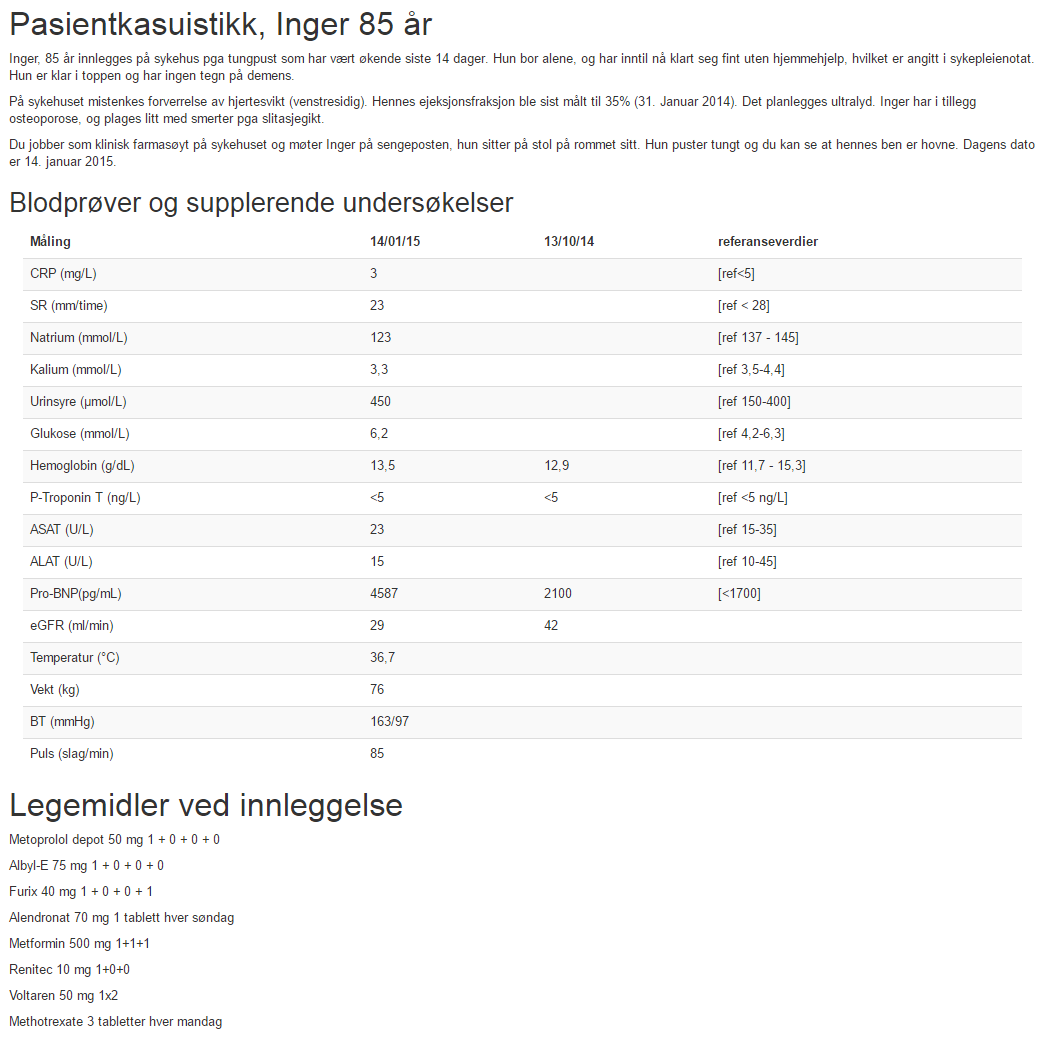 Pasientkasuistikk, Inger 85 år
Inger, 85 år innlegges på sykehus pga tungpust som har vært økende siste 14 dager. Hun bor alene, og har inntil nå klart seg fint uten hjemmehjelp, hvilket er angitt i sykepleienotat.
Hun er klar i toppen og har ingen tegn på demens.
På sykehuset mistenkes forverrelse av hjertesvikt (venstresidig). Hennes ejeksjonsfraksjon ble sist målt til 35% (31. Januar 2014). Det planlegges ultralyd. Inger har i tillegg
osteoporose, og plages litt med smerter pga slitasjegikt.
Du jobber som klinisk farmasøyt på sykehuset og møter Inger på sengeposten, hun sitter på stol på rommet sitt. Hun puster tungt og du kan se at hennes ben er hovne. Dagens dato
er 14. januar 2015.
Blodprøver og supplerende undersøkelser
Måling 14/01/15 13/10/14 referanseverdier
CRP (mg/L) 3 [ref<5]
SR (mm/time) 23 [ref < 28]
Natrium (mmol/L) 123 [ref 137 - 145]
Kalium (mmol/L) 3,3 [ref 3,5-4,4]
Urinsyre (µmol/L) 450 [ref 150-400]
Glukose (mmol/L) 6,2 [ref 4,2-6,3]
Hemoglobin (g/dL) 13,5 12,9 [ref 11,7 - 15,3]
P-Troponin T (ng/L) <5 <5 [ref <5 ng/L]
ASAT (U/L) 23 [ref 15-35]
ALAT (U/L) 15 [ref 10-45]
Pro-BNP(pg/mL) 4587 2100 [<1700]
eGFR (ml/min) 29 42
Temperatur (°C) 36,7
Vekt (kg) 76
BT (mmHg) 163/97
Puls (slag/min) 85
Legemidler ved innleggelse
Metoprolol depot 50 mg 1 + 0 + 0 + 0
Albyl-E 75 mg 1 + 0 + 0 + 0
Furix 40 mg 1 + 0 + 0 + 1
Alendronat 70 mg 1 tablett hver søndag
Metformin 500 mg 1+1+1
Renitec 10 mg 1+0+0
Voltaren 50 mg 1x2
Methotrexate 3 tabletter hver mandag